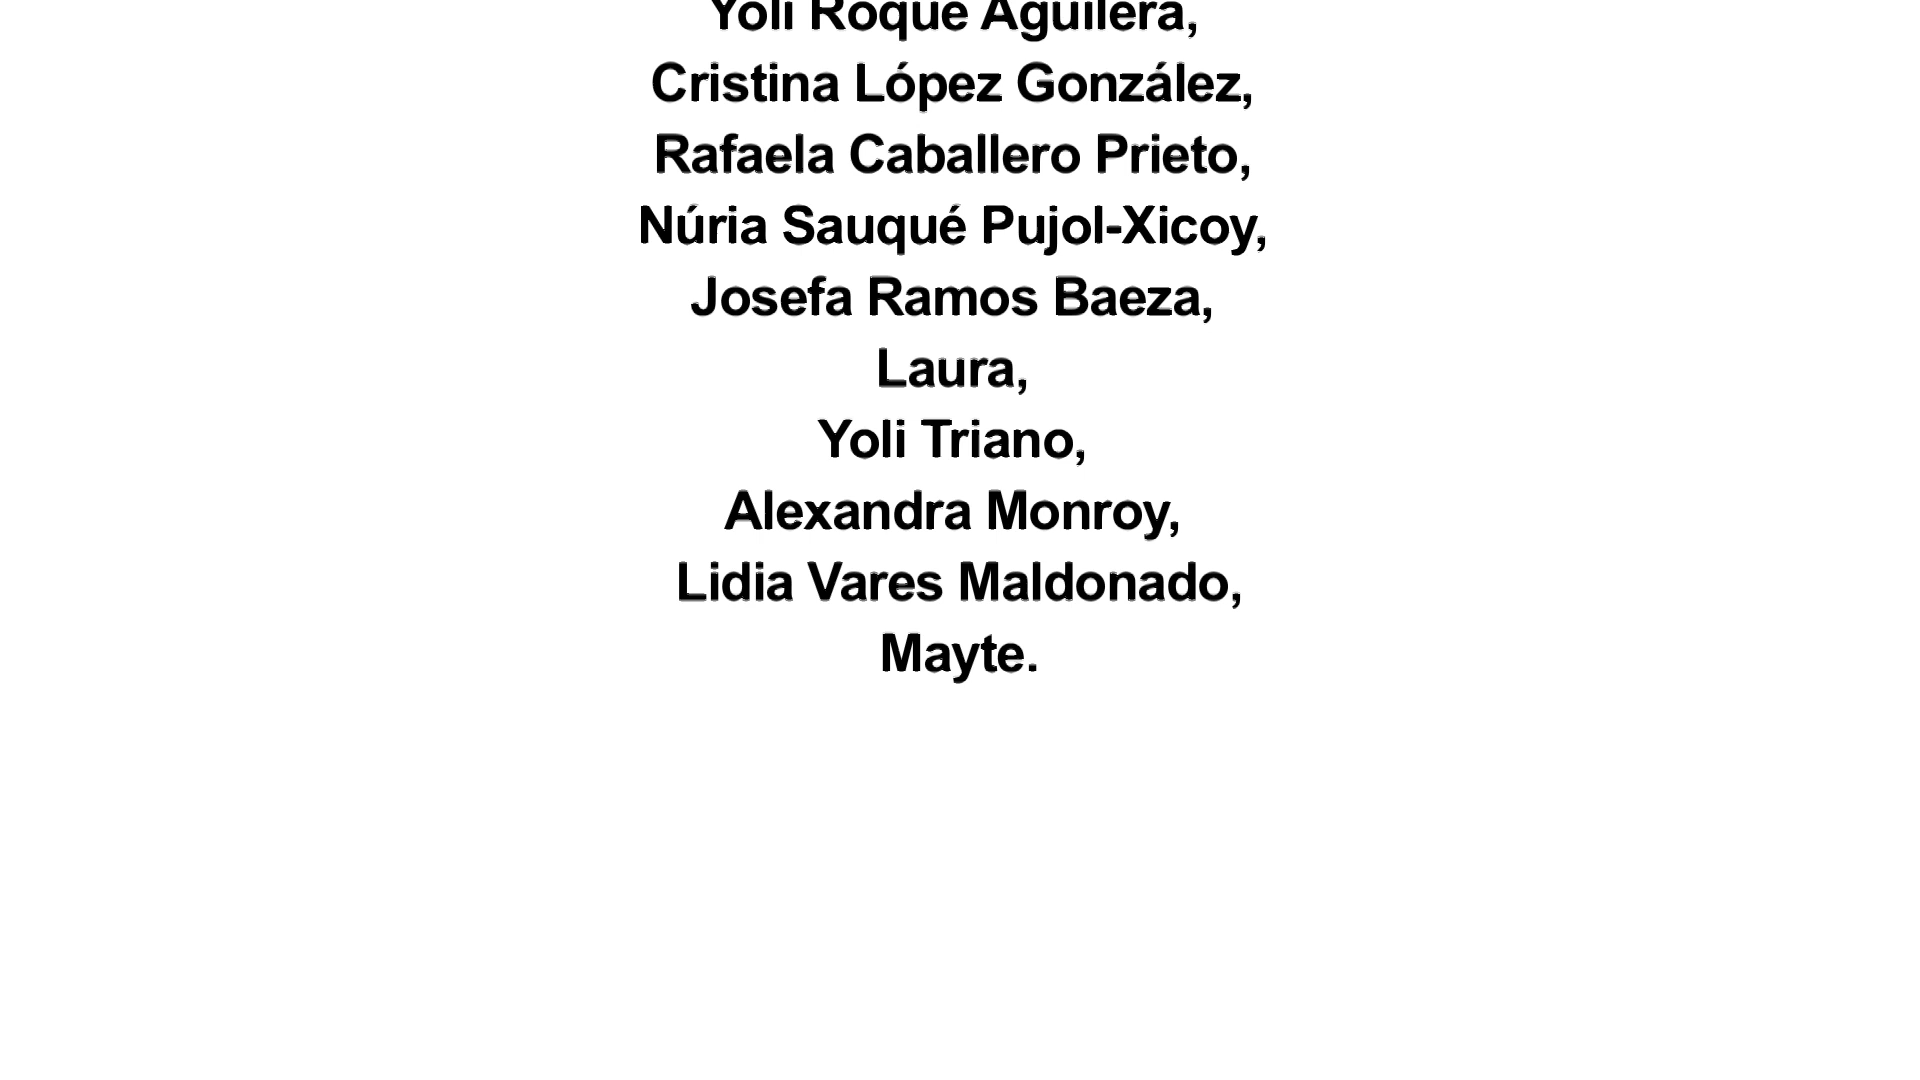 Yoli Roque Aguilera,
Cristina López González,
Rafaela Caballero Prieto,
Núria Sauqué Pujol-Xicoy,
Josefa Ramos Baeza,
Laura,
Yoli Triano,
Alexandra Monroy,
Lidia Vares Maldonado,
Mayte.